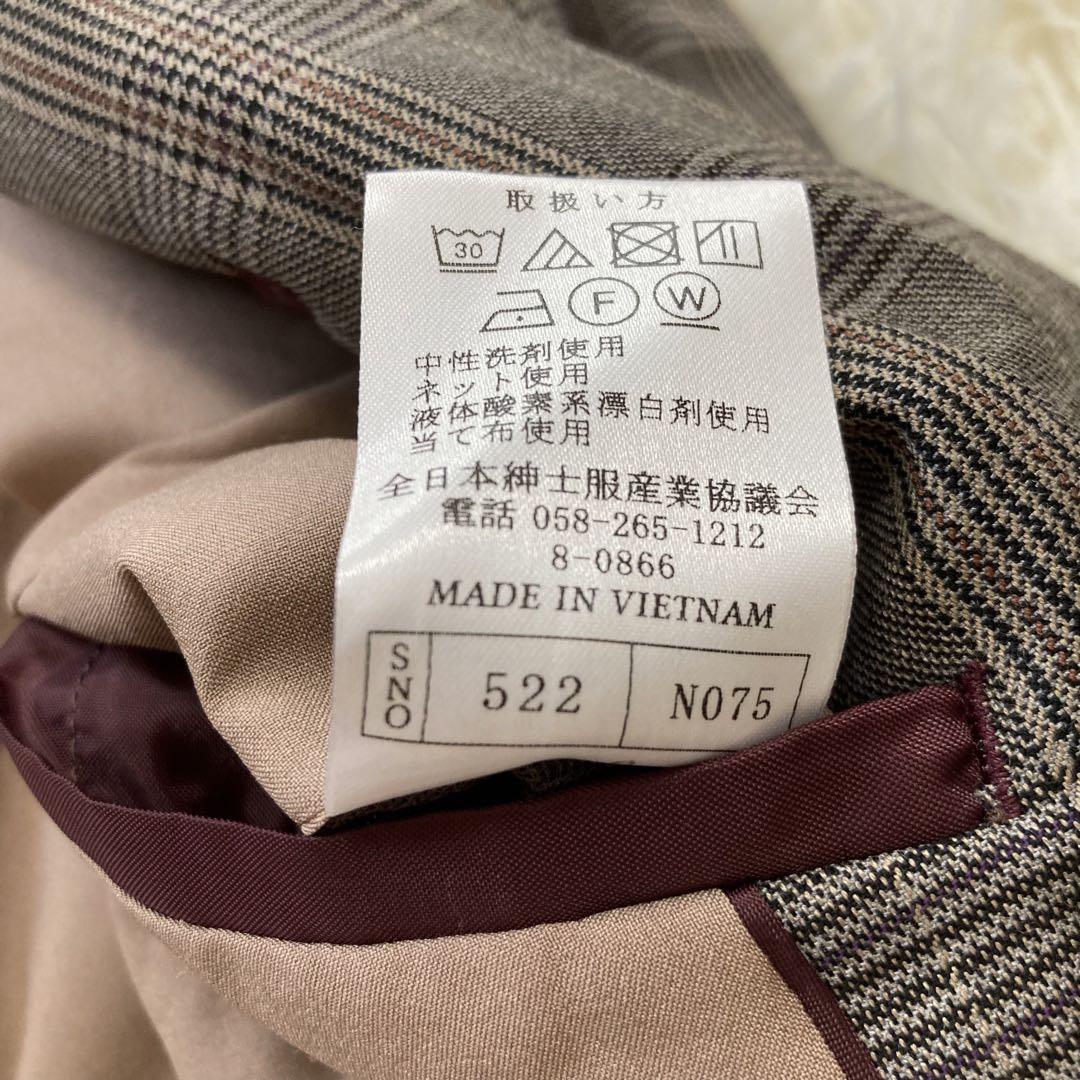 取扱い方
30
F W
中性洗剤使用
ネット使用
液体酸素系漂白剤使用
当て布使用
全日本紳士服産業協議会
電話 058-265-1212
8-0866
MADE IN VIETNAM
SNO 522 N075